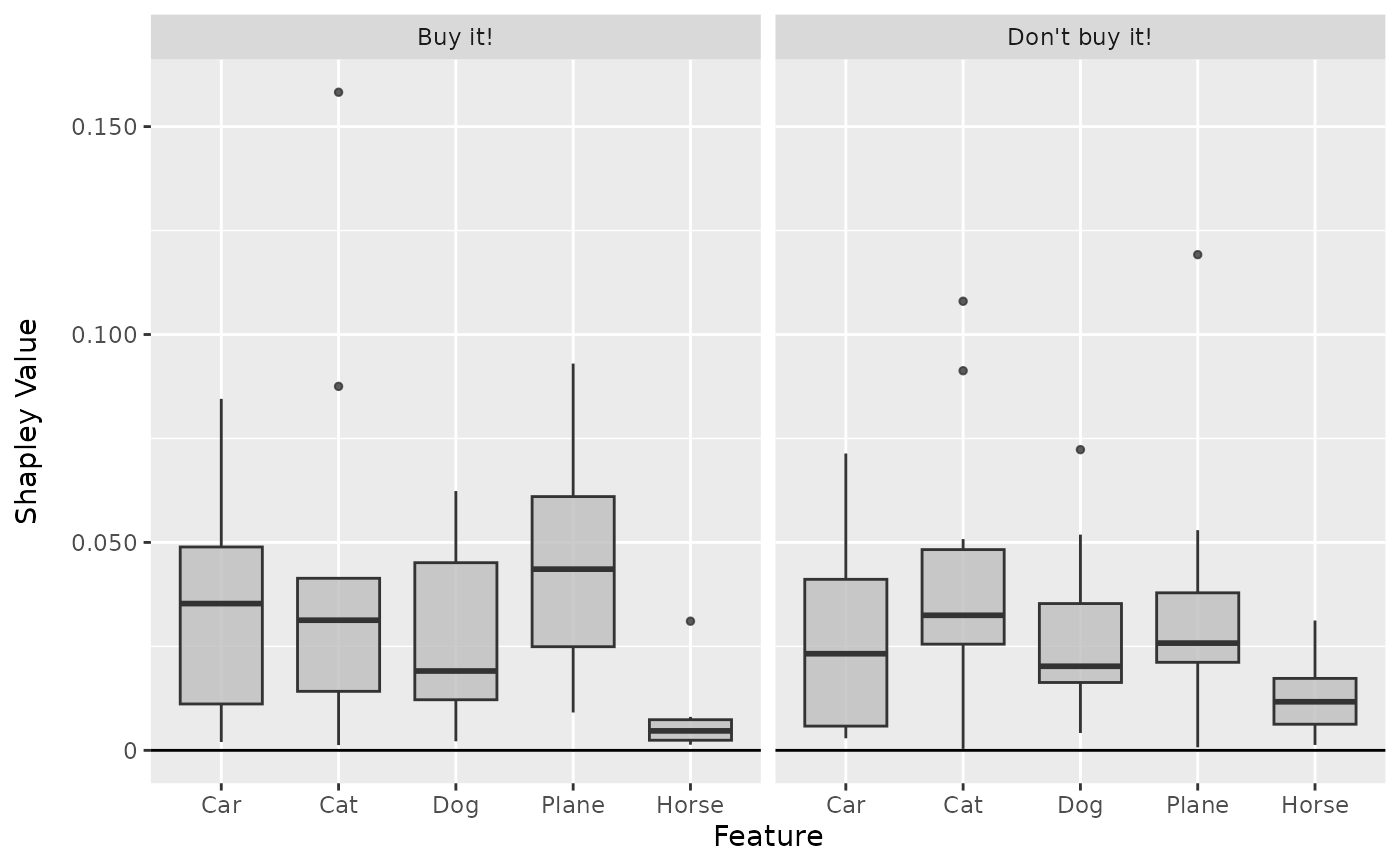 Buy it!
Don't buy it!
Shapley Value
0.150
0.100
0.050
0
Car Cat Dog Plane Horse
Car Cat Dog Plane Horse
Feature